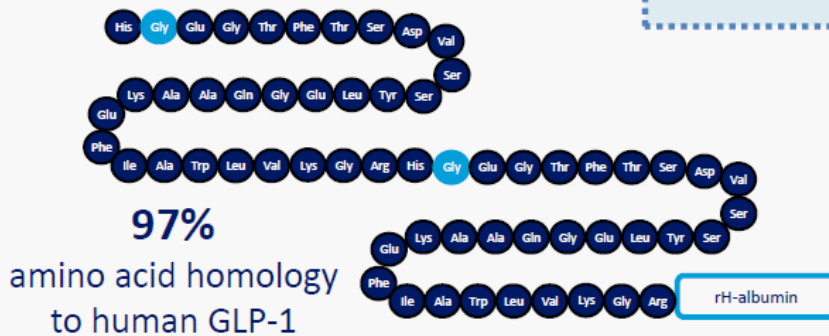 His Gly Glu Gly Thr Phe Thr Ser Asp Val
Ser
Lys Ala Ala Gln Gly Glu Leu Tyr Ser
Glu
Phe
Ile Ala Trp Leu Val Lys Gly Arg His Gly Glu Gly Thr Phe Thr Ser Asp Val
Ser
97%
Lys Ala Ala Gln Gly Glu Leu Tyr Ser
Glu
amino acid homology
Phe
Ile Ala Trp Leu Val Lys Gly Arg rH-albumin
to human GLP-1